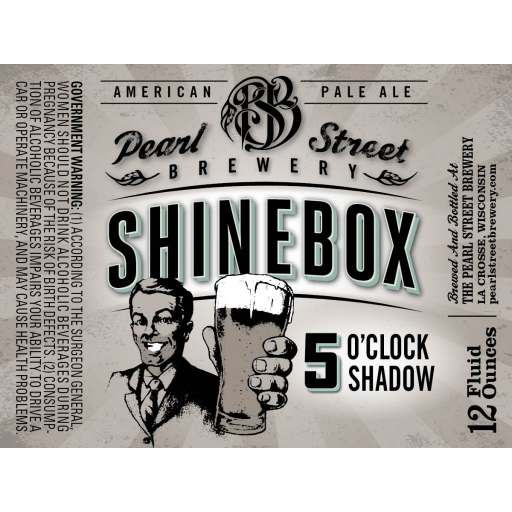 AMERICAN PALE ALE
Pearl Street
BREWERY
SHINEBOX
5 O'CLOCK
SHADOW
GOVERNMENT WARNING: (1) ACCORDING TO THE SURGEON GENERAL,
WOMEN SHOULD NOT DRINK ALCOHOLIC BEVERAGES DURING
PREGNANCY BECAUSE OF THE RISK OF BIRTH DEFECTS. (2) CONSUMP-
TION OF ALCOHOLIC BEVERAGES IMPAIRS YOUR ABILITY TO DRIVE A
CAR OR OPERATE MACHINERY, AND MAY CAUSE HEALTH PROBLEMS
Brewed And Bottled At
THE PEARL STREET BREWERY
LA CROSSE, WISCONSIN
pearlstreetbrewery.com
12 Fluid
Ounces